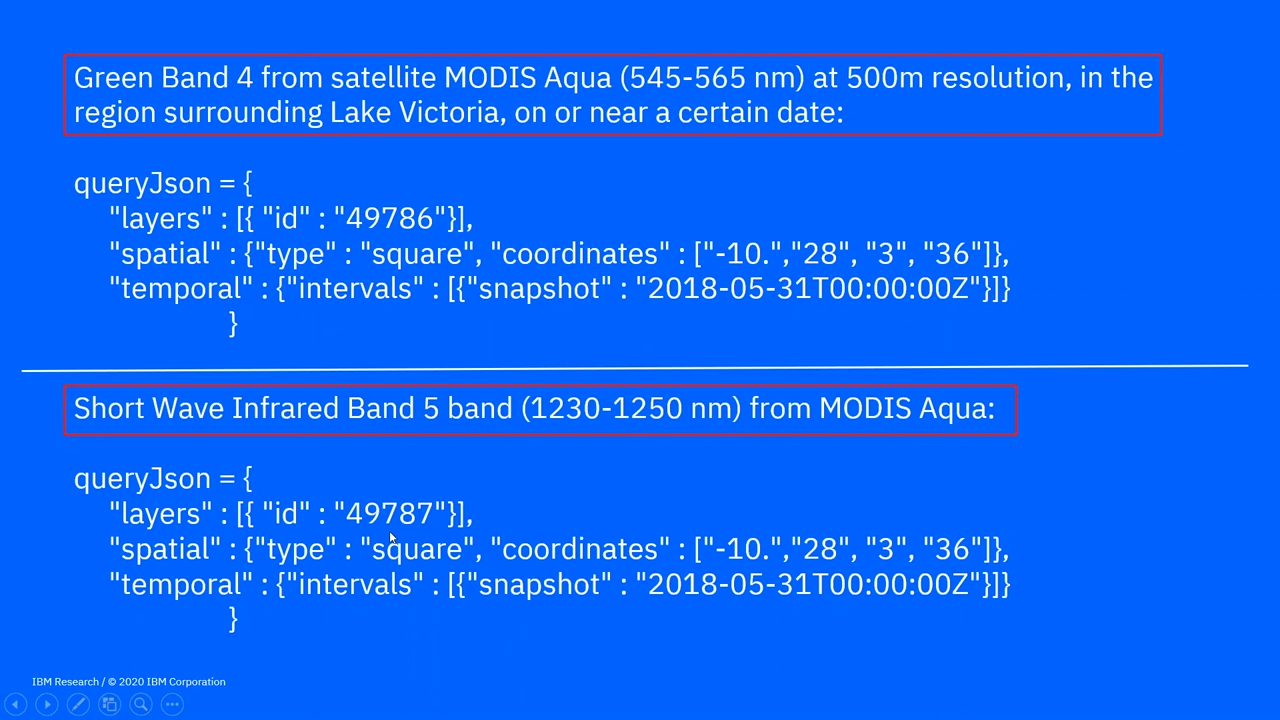 Green Band 4 from satellite MODIS Aqua (545-565 nm) at 500m resolution, in the
region surrounding Lake Victoria, on or near a certain date:
queryJson = {
"layers" : [{ "id" : "49786"}],
"spatial" : {"type" : "square", "coordinates" : ["-10.","28", "3", "36"]},
"temporal" : {"intervals" : [{"snapshot" : "2018-05-31T00:00:00Z"}]}
}
Short Wave Infrared Band 5 band (1230-1250 nm) from MODIS Aqua:
queryJson = {
"layers" : [{ "id" : "49787"}],
"spatial" : {"type" : "square", "coordinates" : ["-10.","28", "3", "36"]},
"temporal" : {"intervals" : [{"snapshot" : "2018-05-31T00:00:00Z"}]}
}
IBM Research / © 2020 IBM Corporation